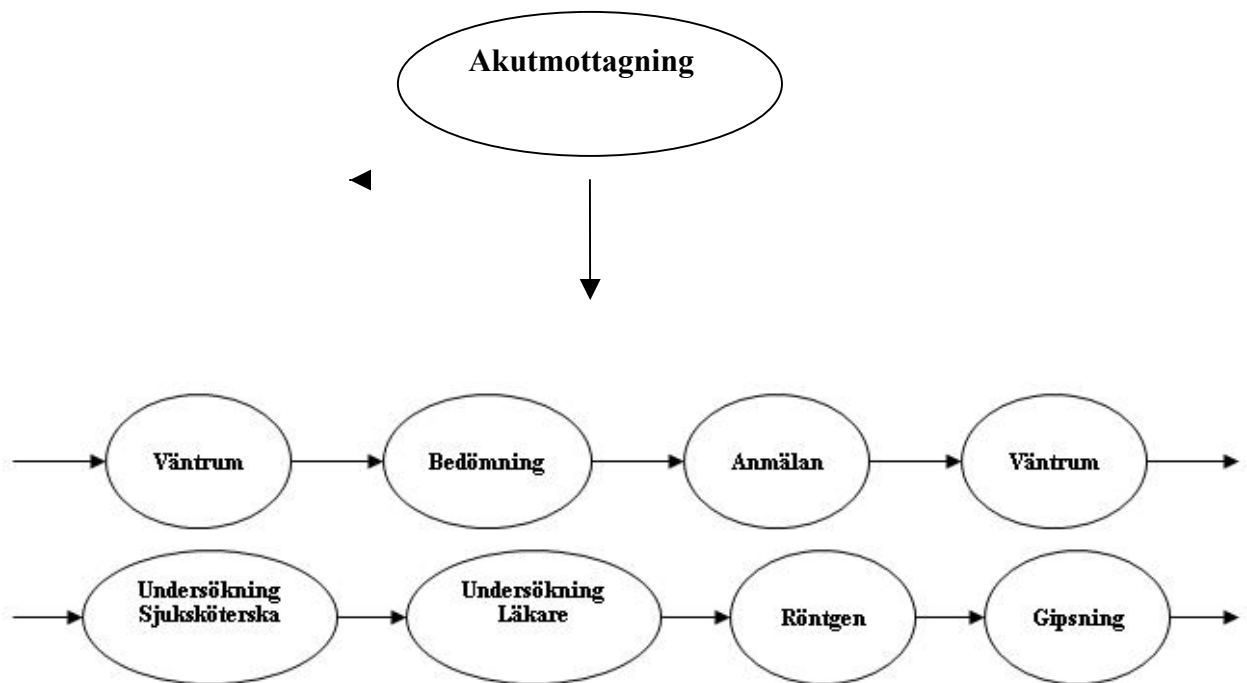 Akutmottagning
Väntrum
Bedömning
Anmälan
Väntrum
Undersökning
Sjuksköterska
Undersökning
Läkare
Röntgen
Gipsning